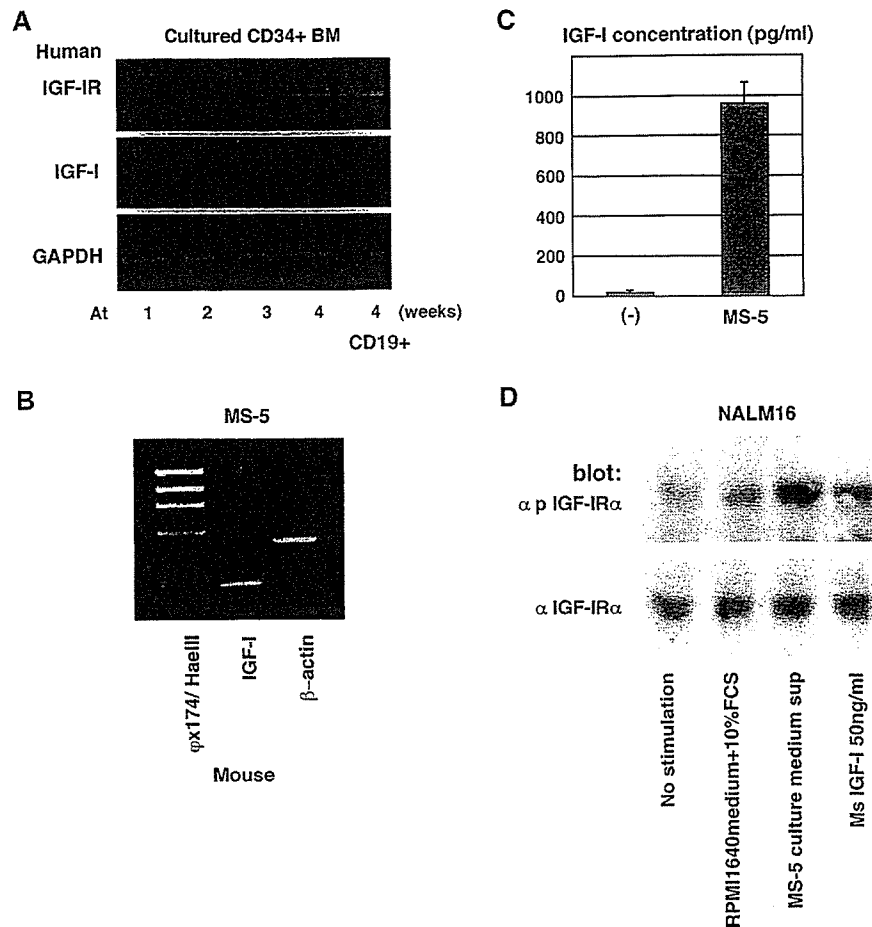 A
Cultured CD34+ BM
Human
IGF-IR
IGF-I
GAPDH
At 1 2 3 4 4 (weeks)
CD19+
B
MS-5
φx174/ HaeIII
IGF-I
β-actin
Mouse
C
IGF-I concentration (pg/ml)
1000
800
600
400
200
0
(-) MS-5
D
NALM16
blot:
α p IGF-IRα
α IGF-IRα
No stimulation
RPMI1640medium+10%FCS
MS-5 culture medium sup
Ms IGF-I 50ng/ml